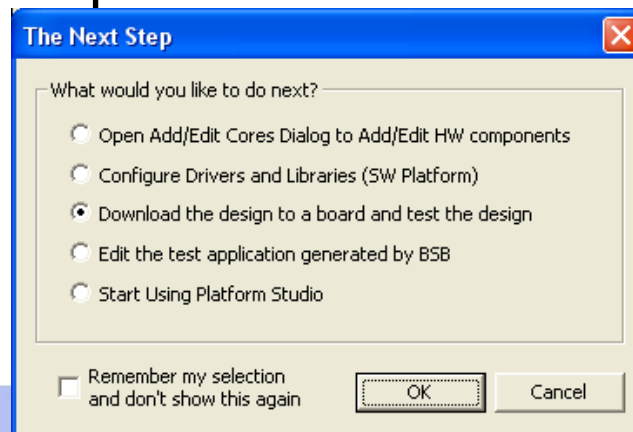 The Next Step
What would you like to do next?
Open Add/Edit Cores Dialog to Add/Edit HW components
Configure Drivers and Libraries (SW Platform)
Download the design to a board and test the design
Edit the test application generated by BSB
Start Using Platform Studio
Remember my selection
and don't show this again
OK
Cancel